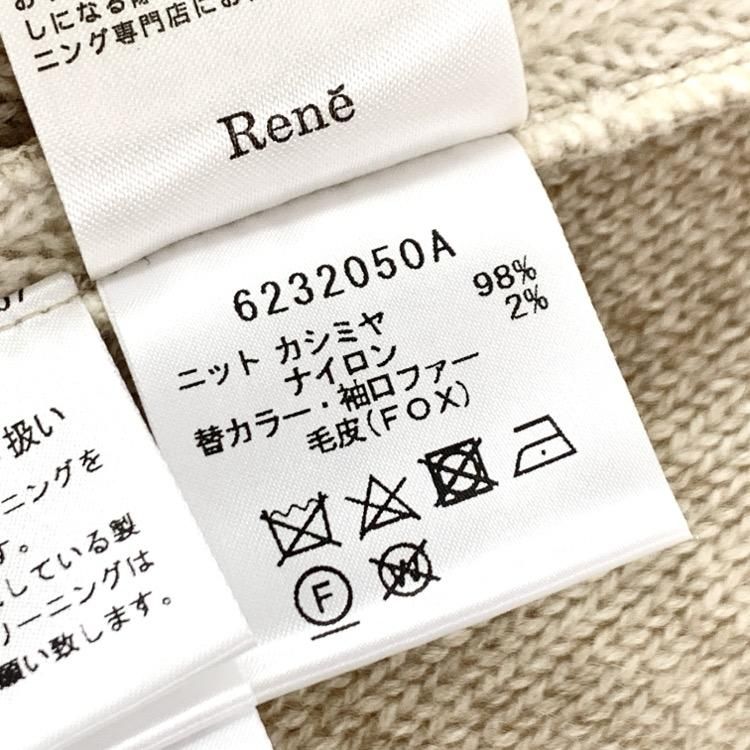 しになる際
ニング専門店にお
René
6232050A
ニット カシミヤ 98%
ナイロン 2%
替カラー・袖口ファー
毛皮(FOX)
F
W
扱い
ニングを
す。
している製
リーニングは
願い致します。